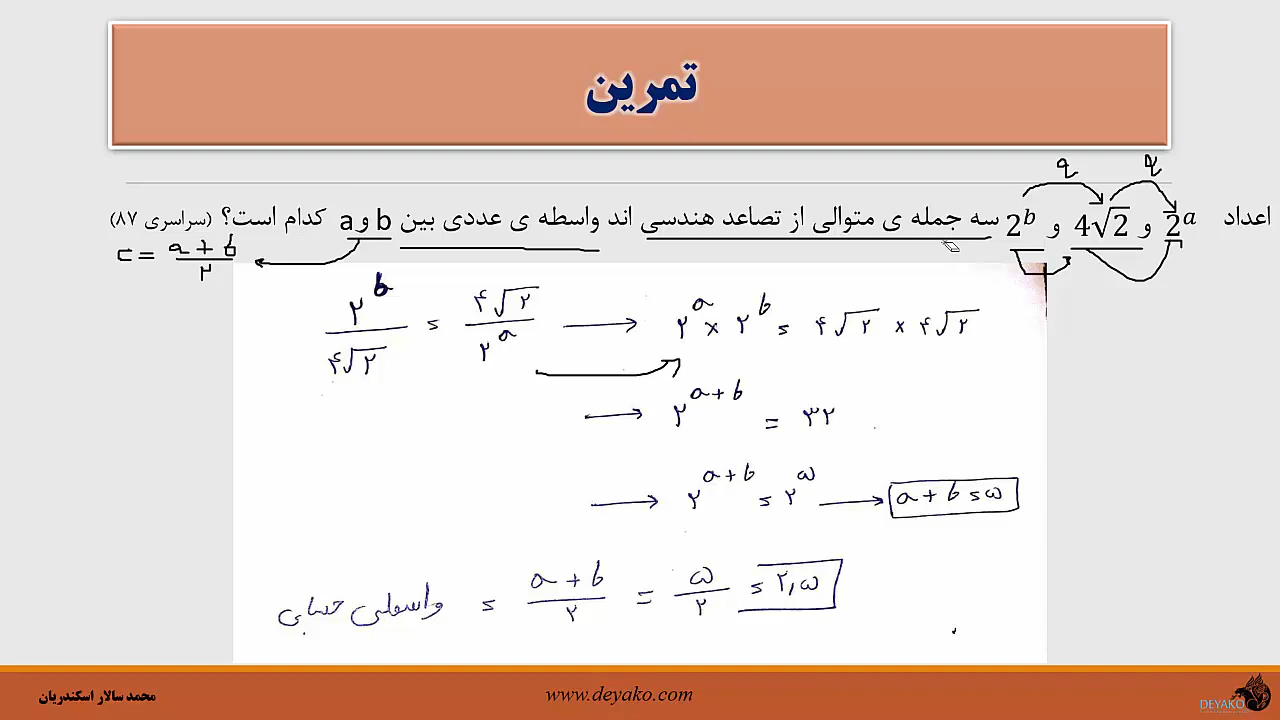 تمرین
q q
اعداد 2^a و 4√2 و 2^b سه جمله ی متوالی از تصاعد هندسی اند واسطه ی عددی بین b و a کدام است؟ (سراسری ۸۷)
c = (a + b)/۲
۲^b/۴√۲ = ۴√۲/۲^a → ۲^a × ۲^b = ۴√۲ × ۴√۲
→ ۲^(a+b) = ۳۲
→ ۲^(a+b) = ۲^۵ → a + b = ۵
واسطه حسابی = (a + b)/۲ = ۵/۲ = ۲,۵
محمد سالار اسکندریان
www.deyako.com
DEYAKO